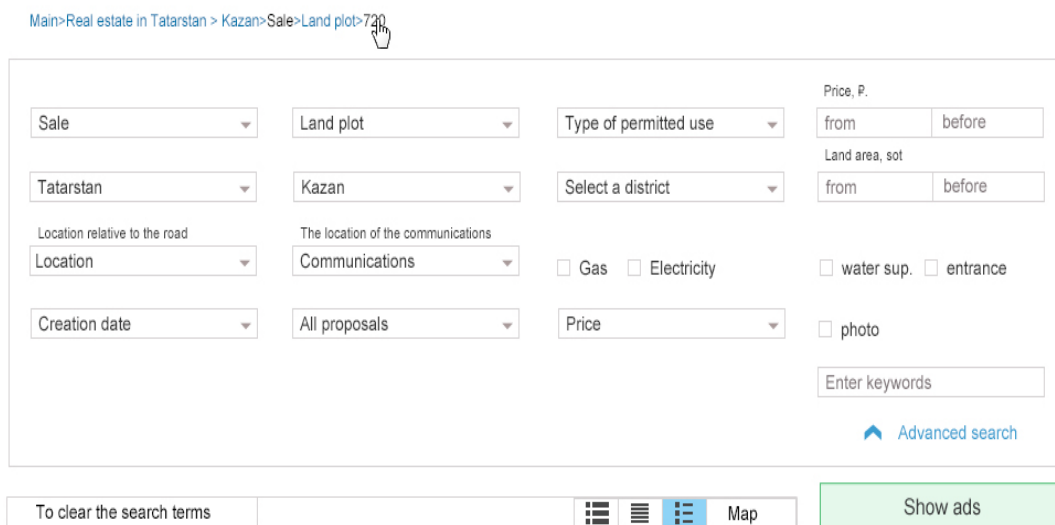 Main>Real estate in Tatarstan > Kazan>Sale>Land plot>720
Price, ₽.
Sale Land plot Type of permitted use from before
Land area, sot
Tatarstan Kazan Select a district from before
Location relative to the road The location of the communications
Location Communications Gas Electricity water sup. entrance
Creation date All proposals Price photo
Enter keywords
Advanced search
To clear the search terms Map Show ads